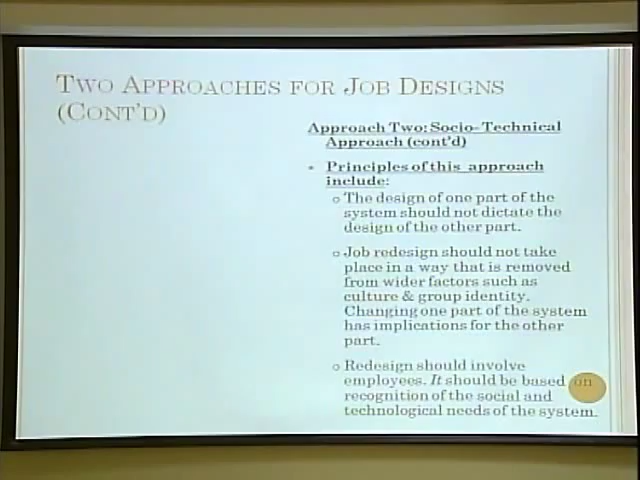 TWO APPROACHES FOR JOB DESIGNS
(CONT'D)
Approach Two: Socio- Technical
Approach (cont'd)
• Principles of this approach
include:
o The design of one part of the
system should not dictate the
design of the other part.
o Job redesign should not take
place in a way that is removed
from wider factors such as
culture & group identity.
Changing one part of the system
has implications for the other
part.
o Redesign should involve
employees. It should be based on
recognition of the social and
technological needs of the system.